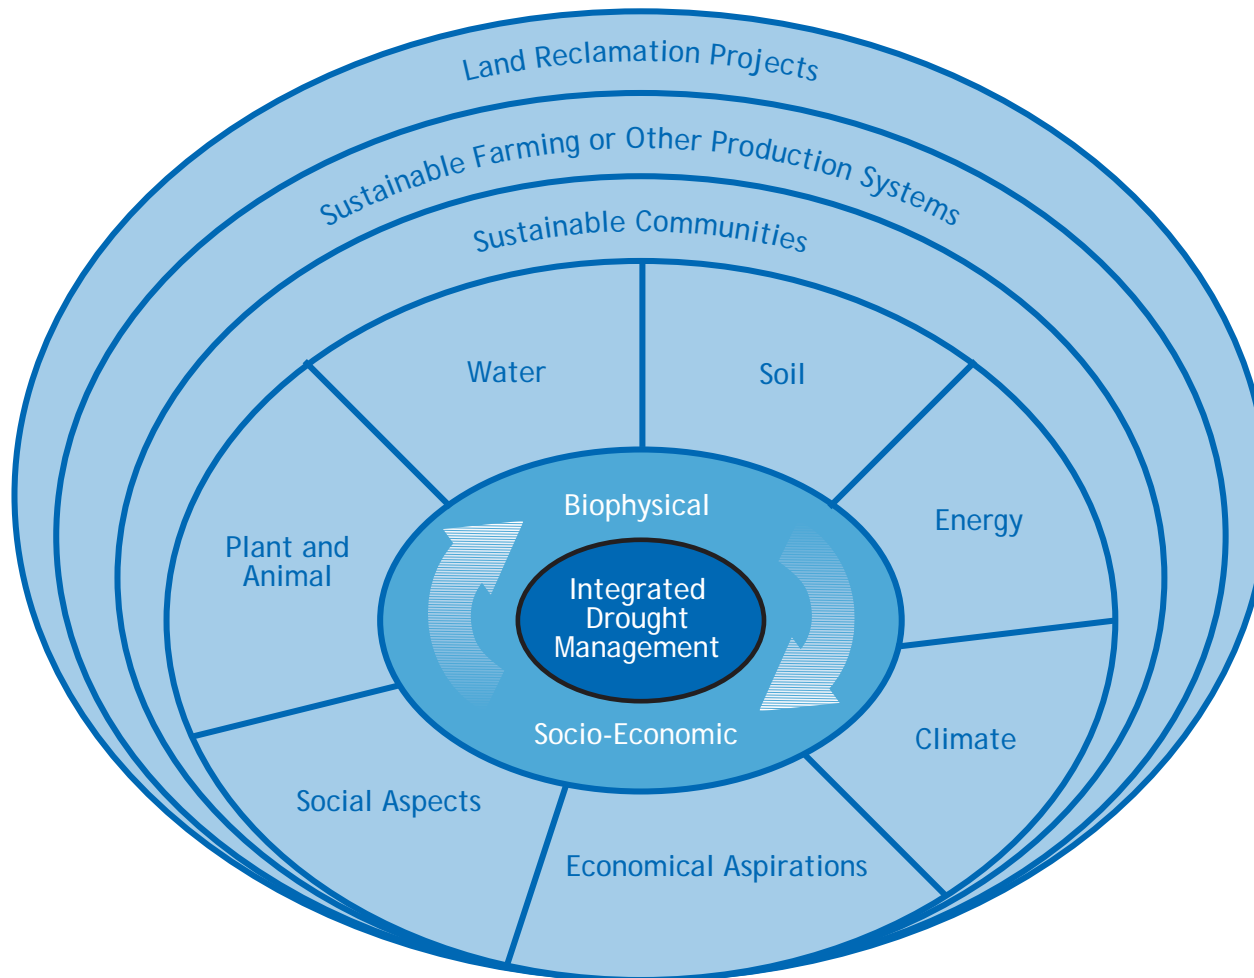 Land Reclamation Projects
Sustainable Farming or Other Production Systems
Sustainable Communities
Water
Soil
Plant and
Animal
Energy
Biophysical
Integrated
Drought
Management
Socio-Economic
Climate
Social Aspects
Economical Aspirations